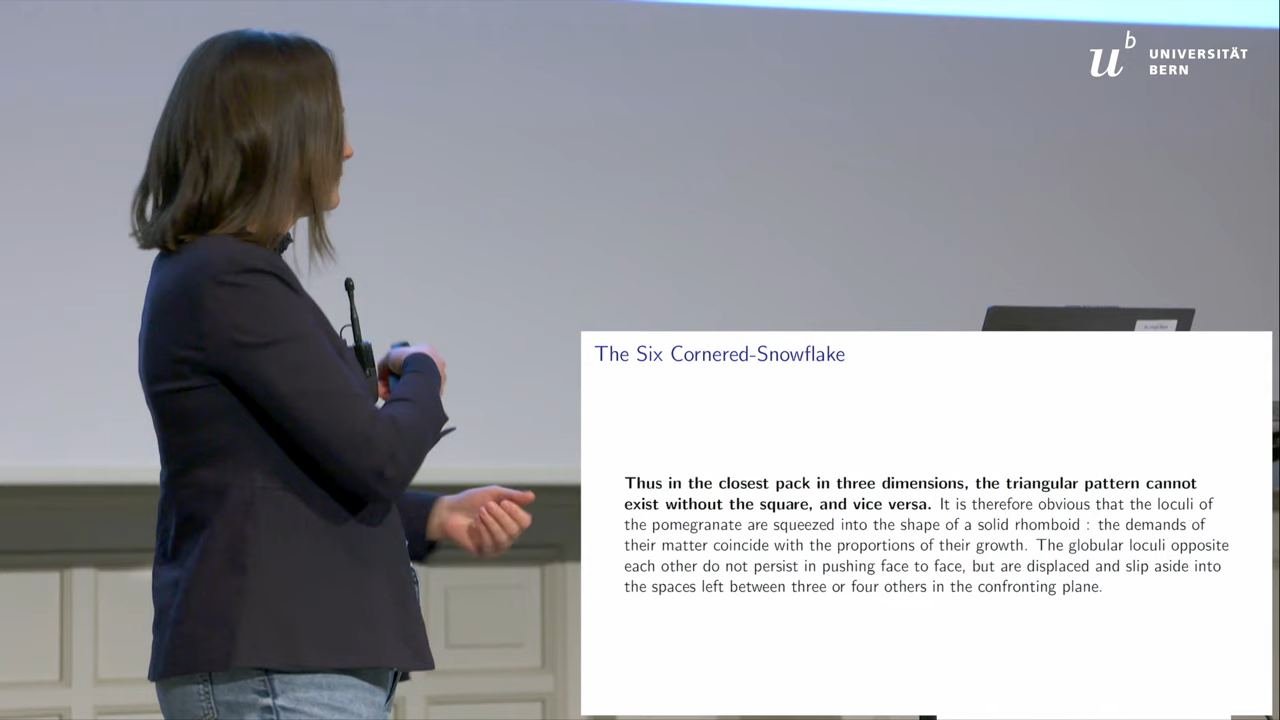 u b
UNIVERSITÄT
BERN
The Six Cornered-Snowflake
Thus in the closest pack in three dimensions, the triangular pattern cannot
exist without the square, and vice versa. It is therefore obvious that the loculi of
the pomegranate are squeezed into the shape of a solid rhomboid : the demands of
their matter coincide with the proportions of their growth. The globular loculi opposite
each other do not persist in pushing face to face, but are displaced and slip aside into
the spaces left between three or four others in the confronting plane.